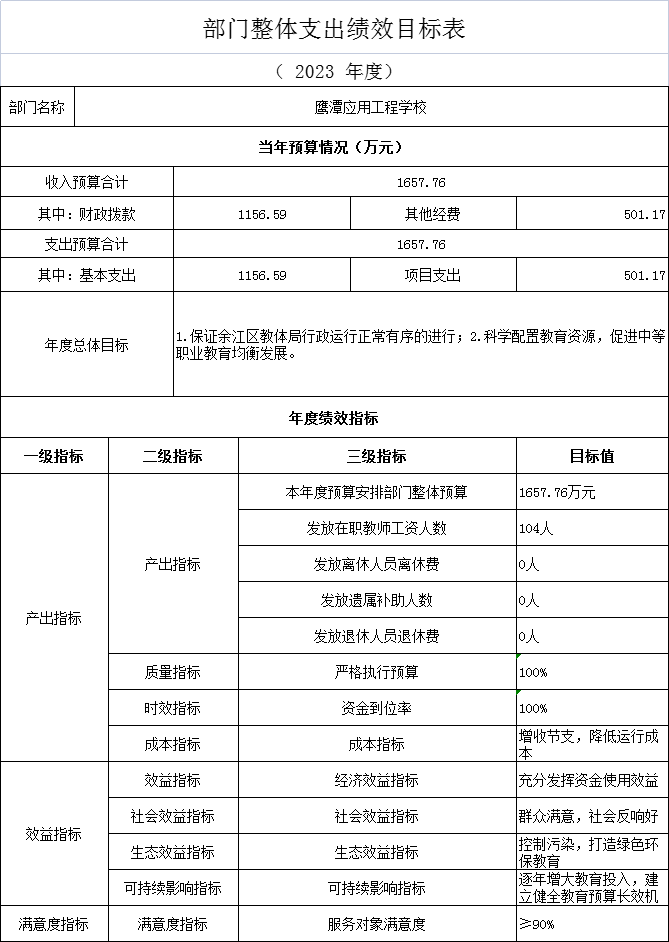 部门整体支出绩效目标表
（ 2023 年度）
部门名称 鹰潭应用工程学校
当年预算情况（万元）
收入预算合计 1657.76
其中：财政拨款 1156.59 其他经费 501.17
支出预算合计 1657.76
其中：基本支出 1156.59 项目支出 501.17
年度总体目标
1.保证余江区教体局行政运行正常有序的进行；2.科学配置教育资源，促进中等
职业教育均衡发展。
年度绩效指标
一级指标 二级指标 三级指标 目标值
产出指标
产出指标
本年度预算安排部门整体预算 1657.76万元
发放在职教师工资人数 104人
发放离休人员离休费 0人
发放遗属补助人数 0人
发放退休人员退休费 0人
质量指标 严格执行预算 100%
时效指标 资金到位率 100%
成本指标 成本指标 增收节支，降低运行成
本
效益指标
效益指标 经济效益指标 充分发挥资金使用效益
社会效益指标 社会效益指标 群众满意，社会反响好
生态效益指标 生态效益指标 控制污染，打造绿色环
保教育
可持续影响指标 可持续影响指标 逐年增大教育投入，建
立健全教育预算长效机
满意度指标 满意度指标 服务对象满意度 ≥90%